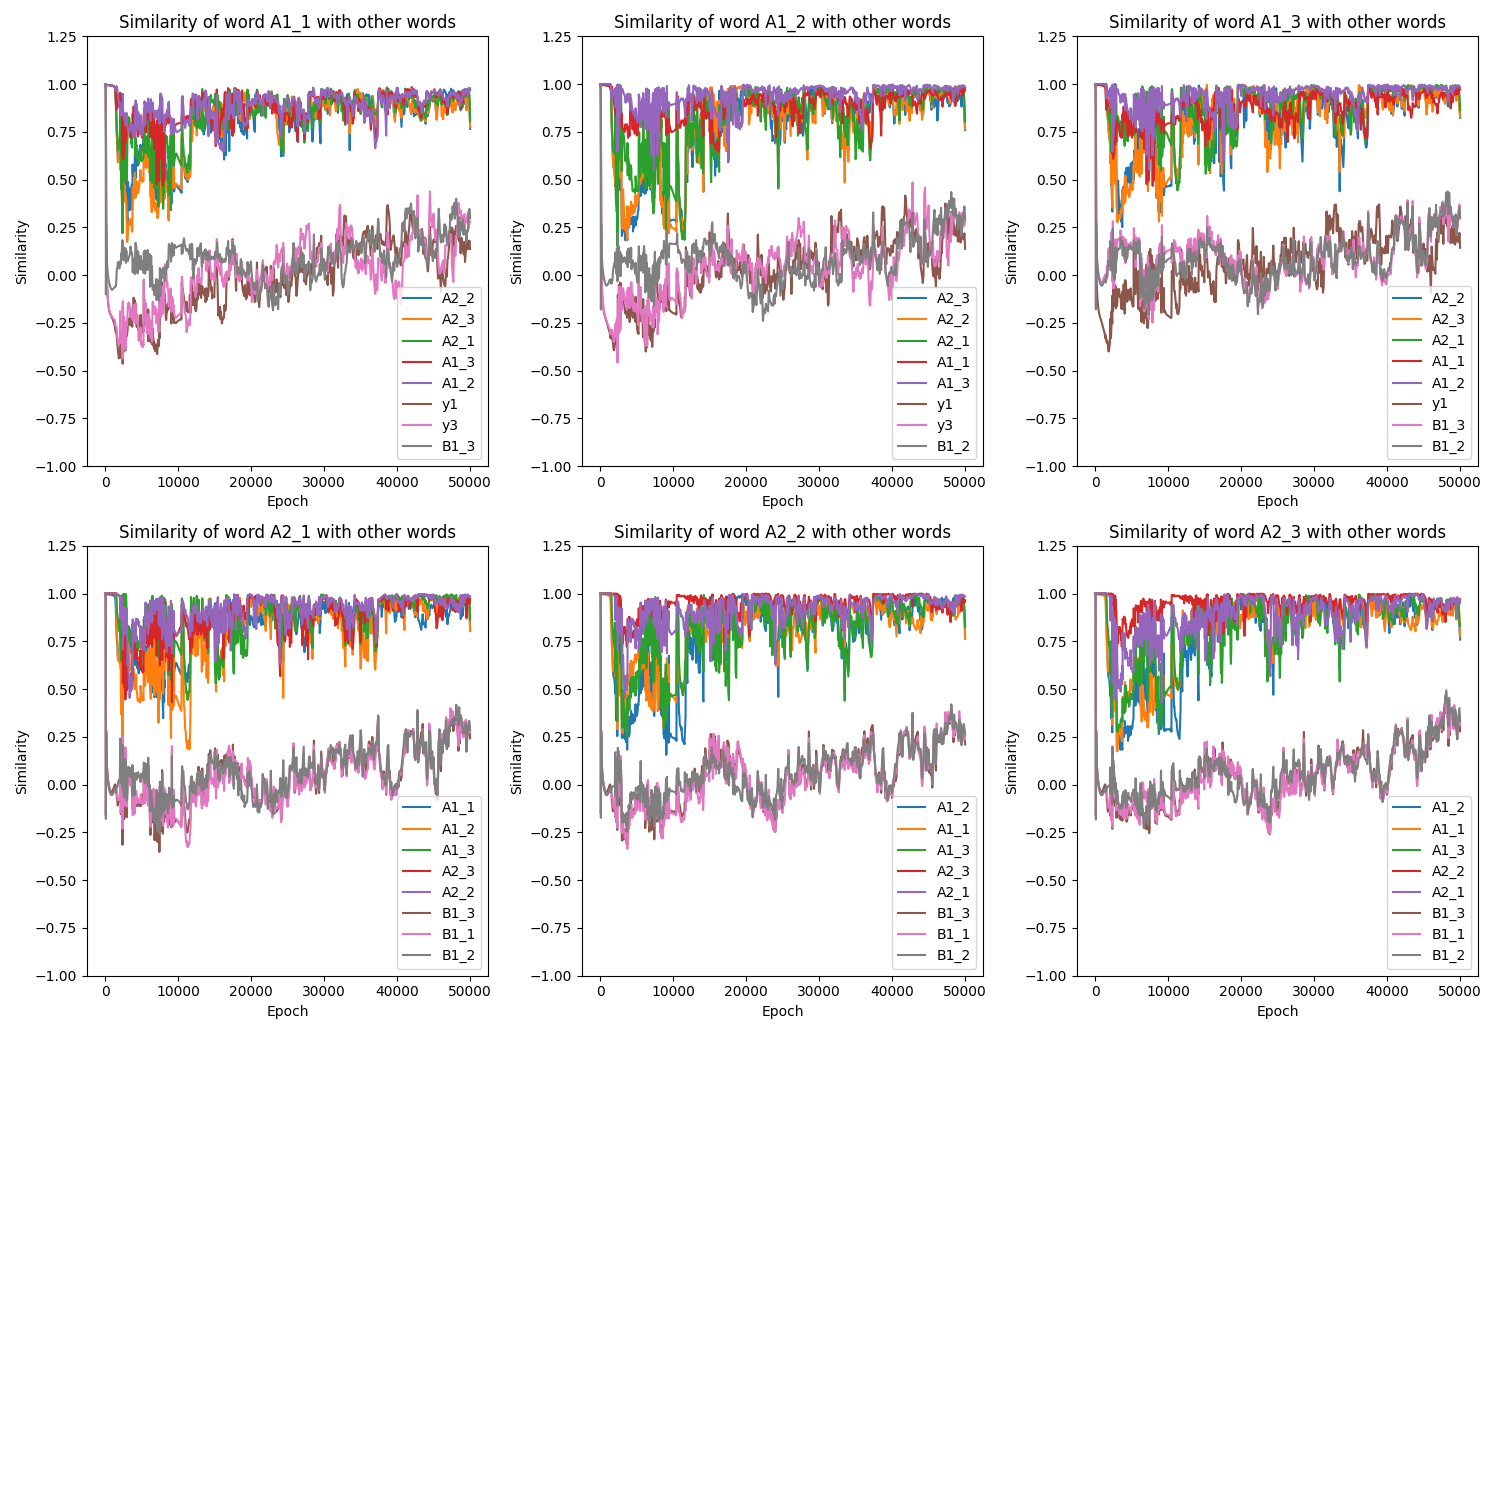 Similarity of word A1_1 with other words
1.25
1.00
0.75
0.50
0.25
0.00
−0.25
−0.50
−0.75
−1.00
Similarity
0
10000
20000
30000
40000
50000
Epoch
A2_2
A2_3
A2_1
A1_3
A1_2
y1
y3
B1_3
Similarity of word A1_2 with other words
1.25
1.00
0.75
0.50
0.25
0.00
−0.25
−0.50
−0.75
−1.00
Similarity
0
10000
20000
30000
40000
50000
Epoch
A2_3
A2_2
A2_1
A1_1
A1_3
y1
y3
B1_2
Similarity of word A1_3 with other words
1.25
1.00
0.75
0.50
0.25
0.00
−0.25
−0.50
−0.75
−1.00
Similarity
0
10000
20000
30000
40000
50000
Epoch
A2_2
A2_3
A2_1
A1_1
A1_2
y1
B1_3
B1_2
Similarity of word A2_1 with other words
1.25
1.00
0.75
0.50
0.25
0.00
−0.25
−0.50
−0.75
−1.00
Similarity
0
10000
20000
30000
40000
50000
Epoch
A1_1
A1_2
A1_3
A2_3
A2_2
B1_3
B1_1
B1_2
Similarity of word A2_2 with other words
1.25
1.00
0.75
0.50
0.25
0.00
−0.25
−0.50
−0.75
−1.00
Similarity
0
10000
20000
30000
40000
50000
Epoch
A1_2
A1_1
A1_3
A2_3
A2_1
B1_3
B1_1
B1_2
Similarity of word A2_3 with other words
1.25
1.00
0.75
0.50
0.25
0.00
−0.25
−0.50
−0.75
−1.00
Similarity
0
10000
20000
30000
40000
50000
Epoch
A1_2
A1_1
A1_3
A2_2
A2_1
B1_3
B1_1
B1_2